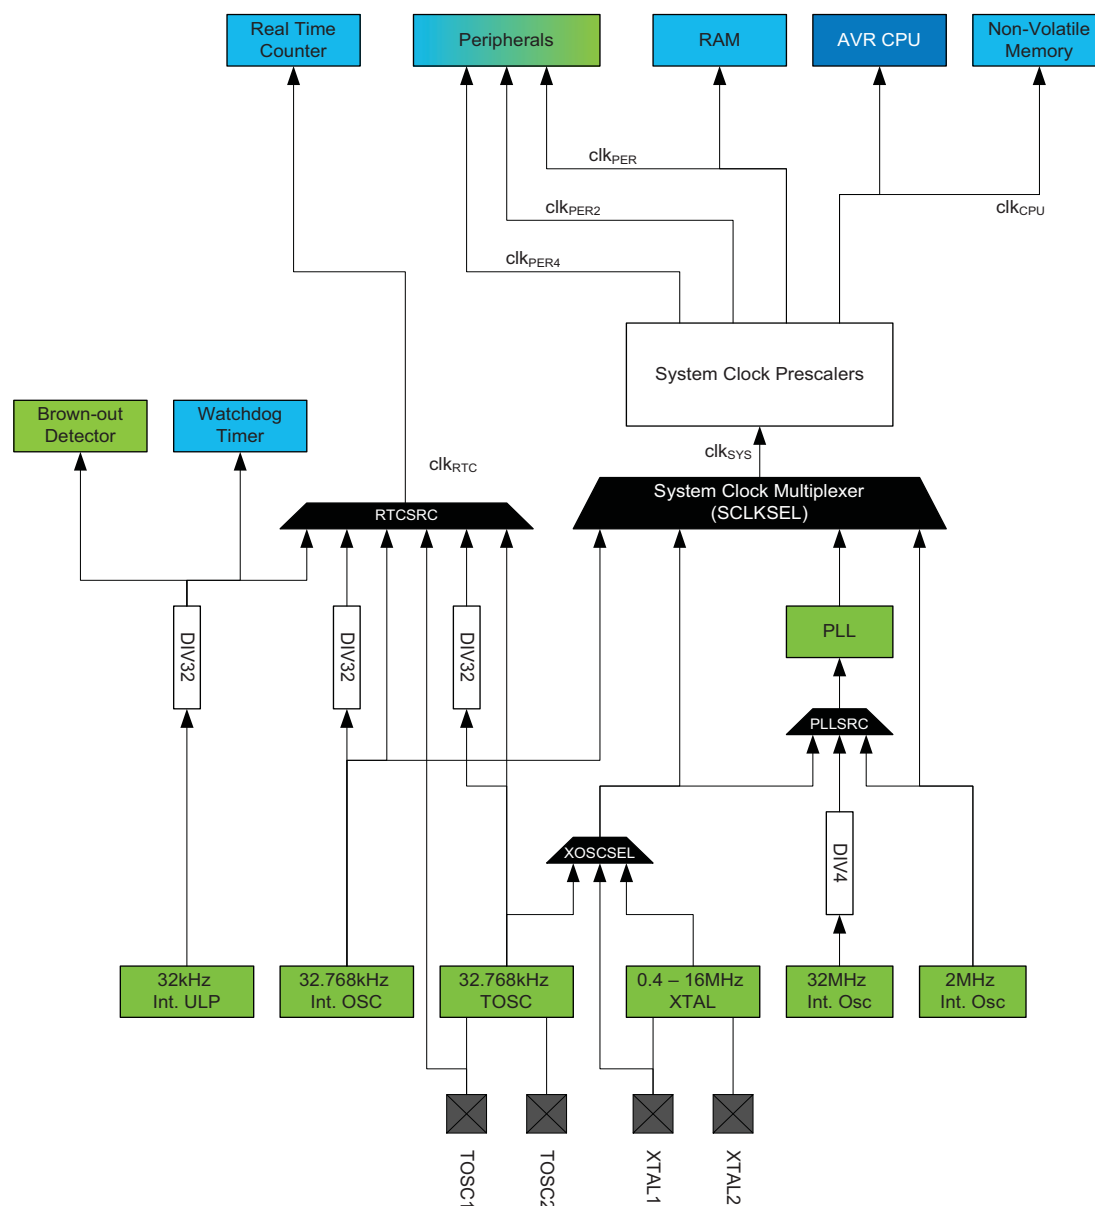 Real Time
Counter
Peripherals
RAM
AVR CPU
Non-Volatile
Memory
clkPER
clkPER2
clkCPU
clkPER4
System Clock Prescalers
Brown-out
Detector
Watchdog
Timer
clkSYS
clkRTC
System Clock Multiplexer
(SCLKSEL)
RTCSRC
DIV32
DIV32
DIV32
PLL
PLLSRC
XOSCSEL
DIV4
32kHz
Int. ULP
32.768kHz
Int. OSC
32.768kHz
TOSC
0.4 – 16MHz
XTAL
32MHz
Int. Osc
2MHz
Int. Osc
TOSC1
TOSC2
XTAL1
XTAL2